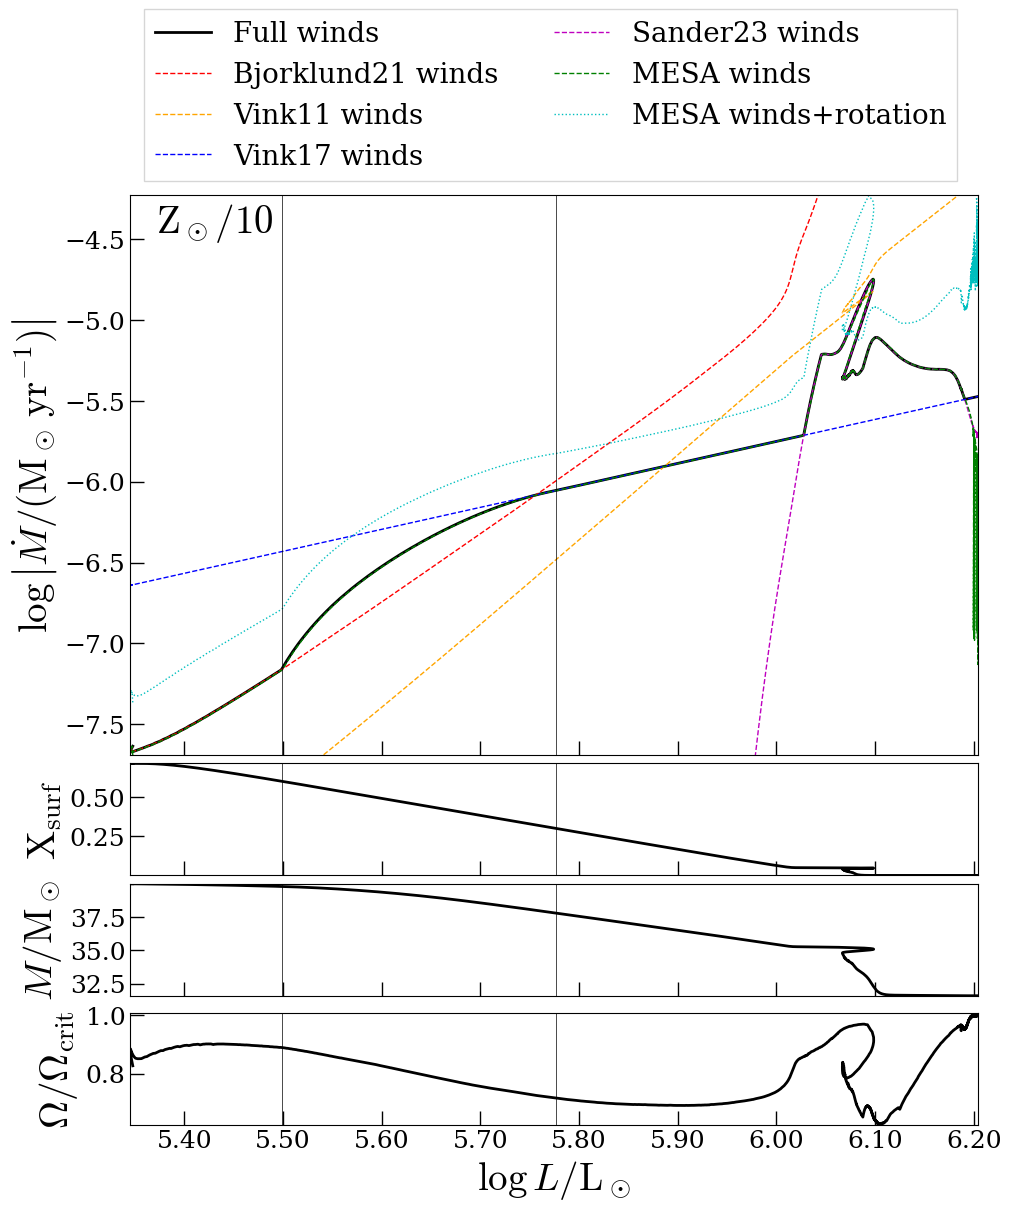 Full winds
Bjorklund21 winds
Vink11 winds
Vink17 winds
Sander23 winds
MESA winds
MESA winds+rotation
Z⊙/10
log |Ṁ/(M⊙ yr⁻¹)|
−4.5
−5.0
−5.5
−6.0
−6.5
−7.0
−7.5
X_surf
0.50
0.25
M/M⊙
37.5
35.0
32.5
Ω/Ω_crit
1.0
0.8
5.40 5.50 5.60 5.70 5.80 5.90 6.00 6.10 6.20
log L/L⊙